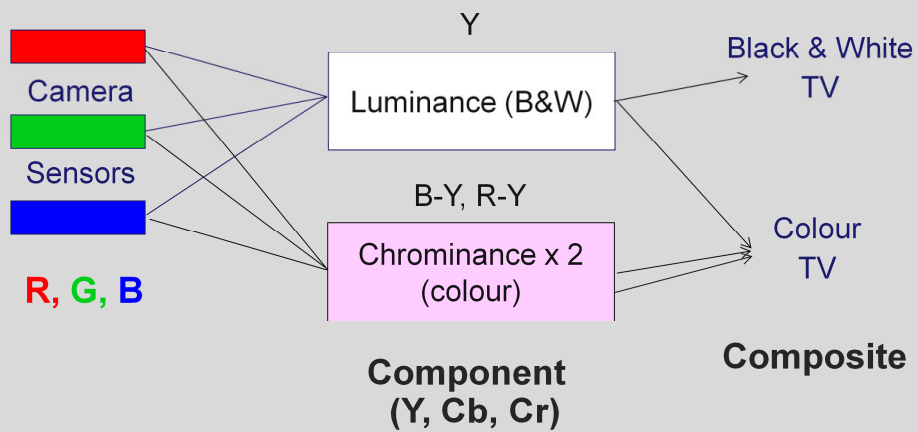 Y
Camera
Sensors
R, G, B
Luminance (B&W)
B-Y, R-Y
Chrominance x 2
(colour)
Component
(Y, Cb, Cr)
Black & White
TV
Colour
TV
Composite